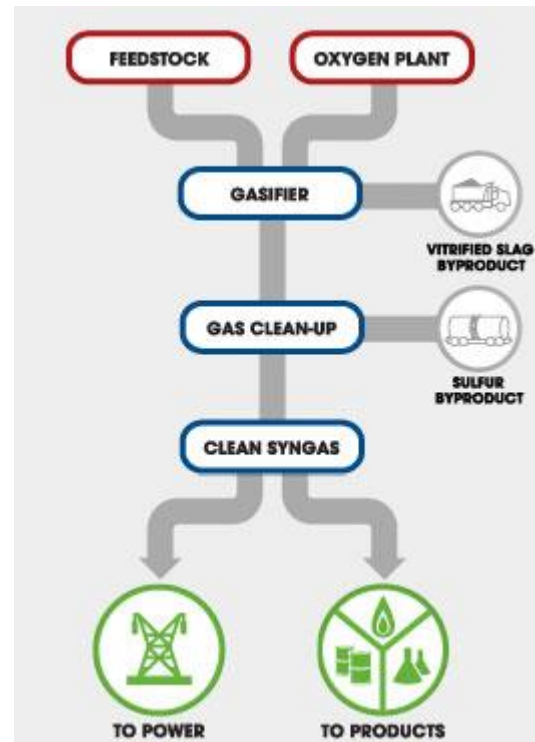 FEEDSTOCK
OXYGEN PLANT
GASIFIER
VITRIFIED SLAG
BYPRODUCT
GAS CLEAN-UP
SULFUR
BYPRODUCT
CLEAN SYNGAS
TO POWER
TO PRODUCTS